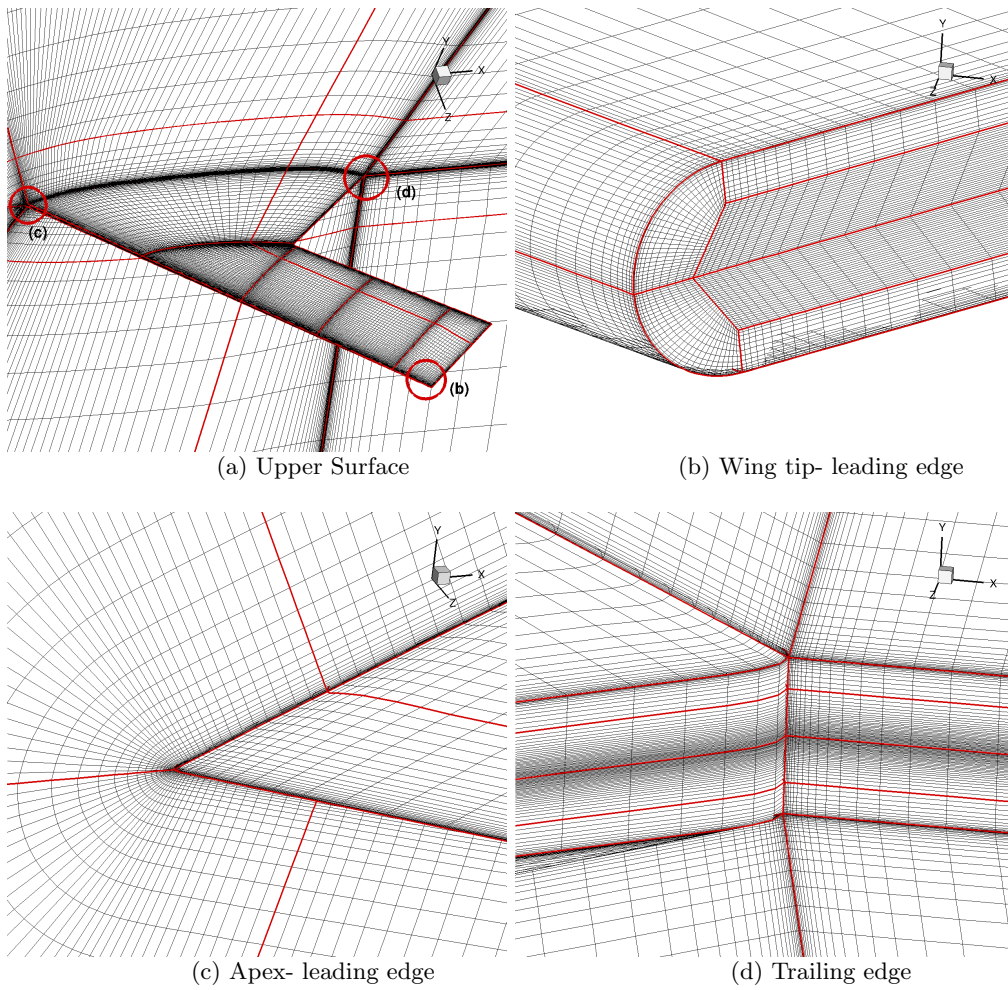 Y
X
Z
(c)
(d)
(b)
(a) Upper Surface
Y
X
Z
(b) Wing tip- leading edge
Y
X
Z
(c) Apex- leading edge
Y
X
Z
(d) Trailing edge